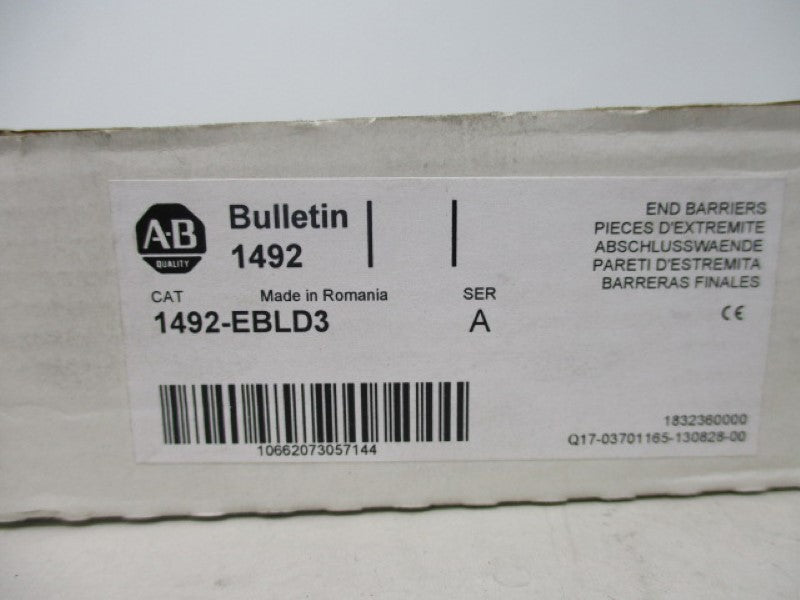 A-B
QUALITY
Bulletin
1492
CAT
Made in Romania
SER
1492-EBLD3
A
END BARRIERS
PIECES D'EXTREMITE
ABSCHLUSSWAENDE
PARETI D'ESTREMITA
BARRERAS FINALES
CE
10662073057144
1832360000
Q17-03701165-130828-00